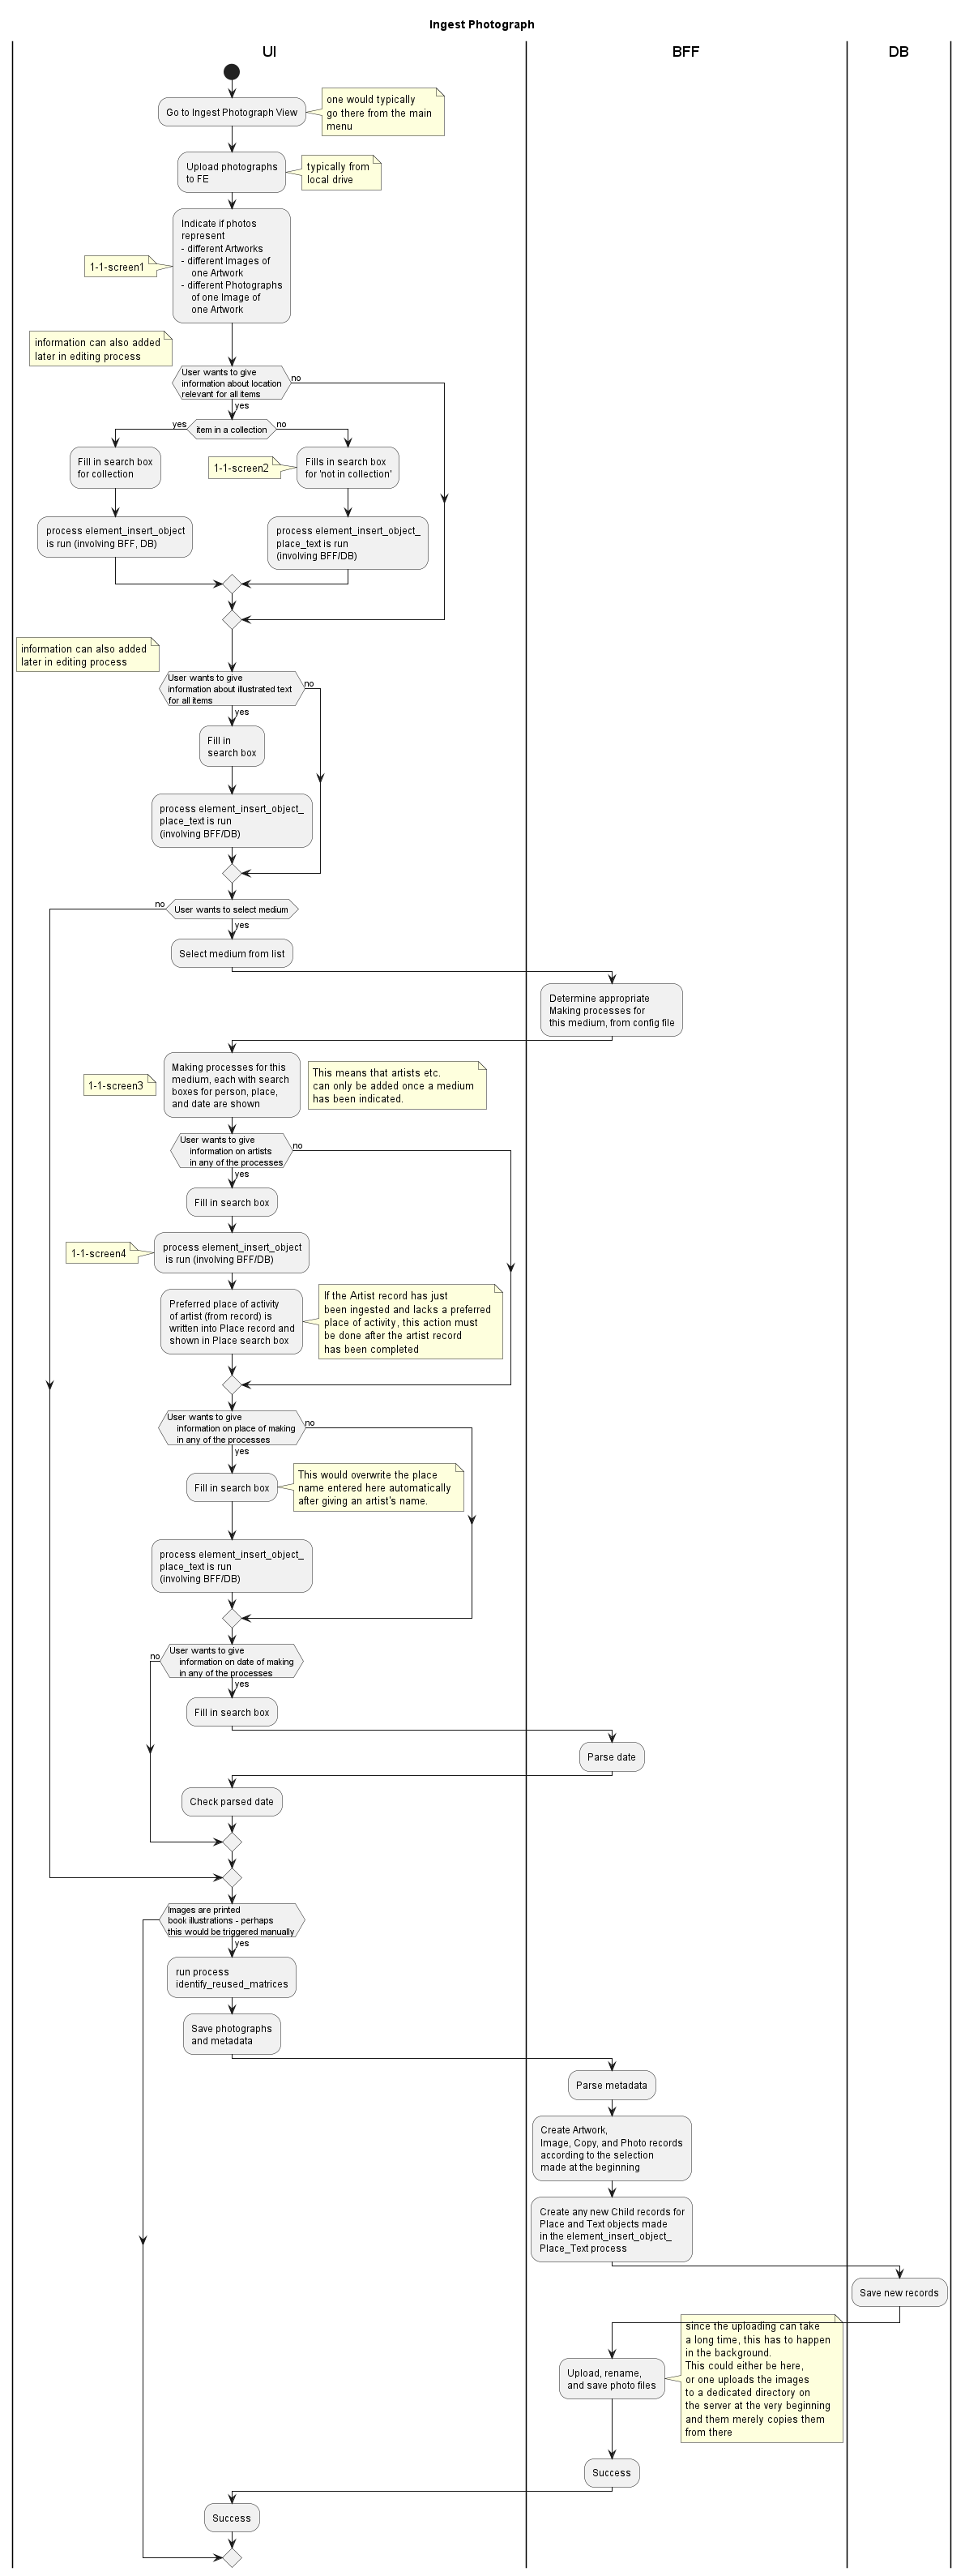 Ingest Photograph
UI
BFF
DB
Go to Ingest Photograph View
one would typically
go there from the main
menu
Upload photographs
to FE
typically from
local drive
Indicate if photos
represent
- different Artworks
- different Images of
one Artwork
- different Photographs
of one Image of
one Artwork
1-1-screen1
information can also added
later in editing process
User wants to give
information about location
relevant for all items
no
yes
item in a collection
yes
no
Fill in search box
for collection
1-1-screen2
Fills in search box
for 'not in collection'
process element_insert_object
is run (involving BFF, DB)
process element_insert_object_
place_text is run
(involving BFF/DB)
information can also added
later in editing process
User wants to give
information about illustrated text
for all items
no
yes
Fill in
search box
process element_insert_object_
place_text is run
(involving BFF/DB)
no
User wants to select medium
yes
Select medium from list
Determine appropriate
Making processes for
this medium, from config file
1-1-screen3
Making processes for this
medium, each with search
boxes for person, place,
and date are shown
This means that artists etc.
can only be added once a medium
has been indicated.
User wants to give
information on artists
in any of the processes
no
yes
Fill in search box
1-1-screen4
process element_insert_object
is run (involving BFF/DB)
Preferred place of activity
of artist (from record) is
written into Place record and
shown in Place search box
If the Artist record has just
been ingested and lacks a preferred
place of activity, this action must
be done after the artist record
has been completed
User wants to give
information on place of making
in any of the processes
no
yes
Fill in search box
This would overwrite the place
name entered here automatically
after giving an artist's name.
process element_insert_object_
place_text is run
(involving BFF/DB)
no
User wants to give
information on date of making
in any of the processes
yes
Fill in search box
Parse date
Check parsed date
Images are printed
book illustrations - perhaps
this would be triggered manually
yes
run process
identify_reused_matrices
Save photographs
and metadata
Parse metadata
Create Artwork,
Image, Copy, and Photo records
according to the selection
made at the beginning
Create any new Child records for
Place and Text objects made
in the element_insert_object_
Place_Text process
Save new records
Upload, rename,
and save photo files
since the uploading can take
a long time, this has to happen
in the background.
This could either be here,
or one uploads the images
to a dedicated directory on
the server at the very beginning
and them merely copies them
from there
Success
Success